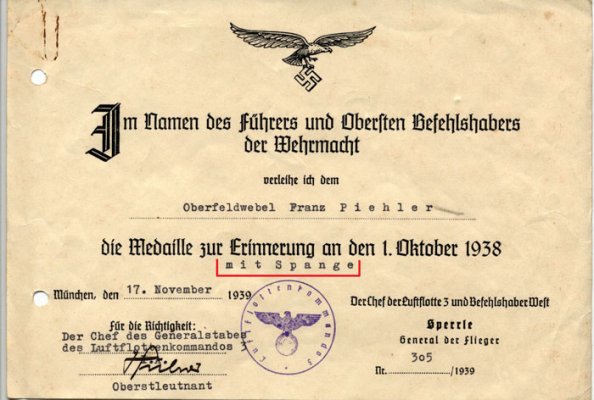 Im Namen des Führers und Obersten Befehlshabers
der Wehrmacht
verleihe ich dem
Oberfeldwebel Franz Piehler
die Medaille zur Erinnerung an den 1. Oktober 1938
mit Spange
München, den 17. November 1939
Der Chef der Luftflotte 3 und Befehlshaber West
Für die Richtigkeit:
Sperrle
General der Flieger
Der Chef des Generalstabes
des Luftflottenkommandos
305
Nr. /1939
Oberstleutnant
Luftflottenkommando 3